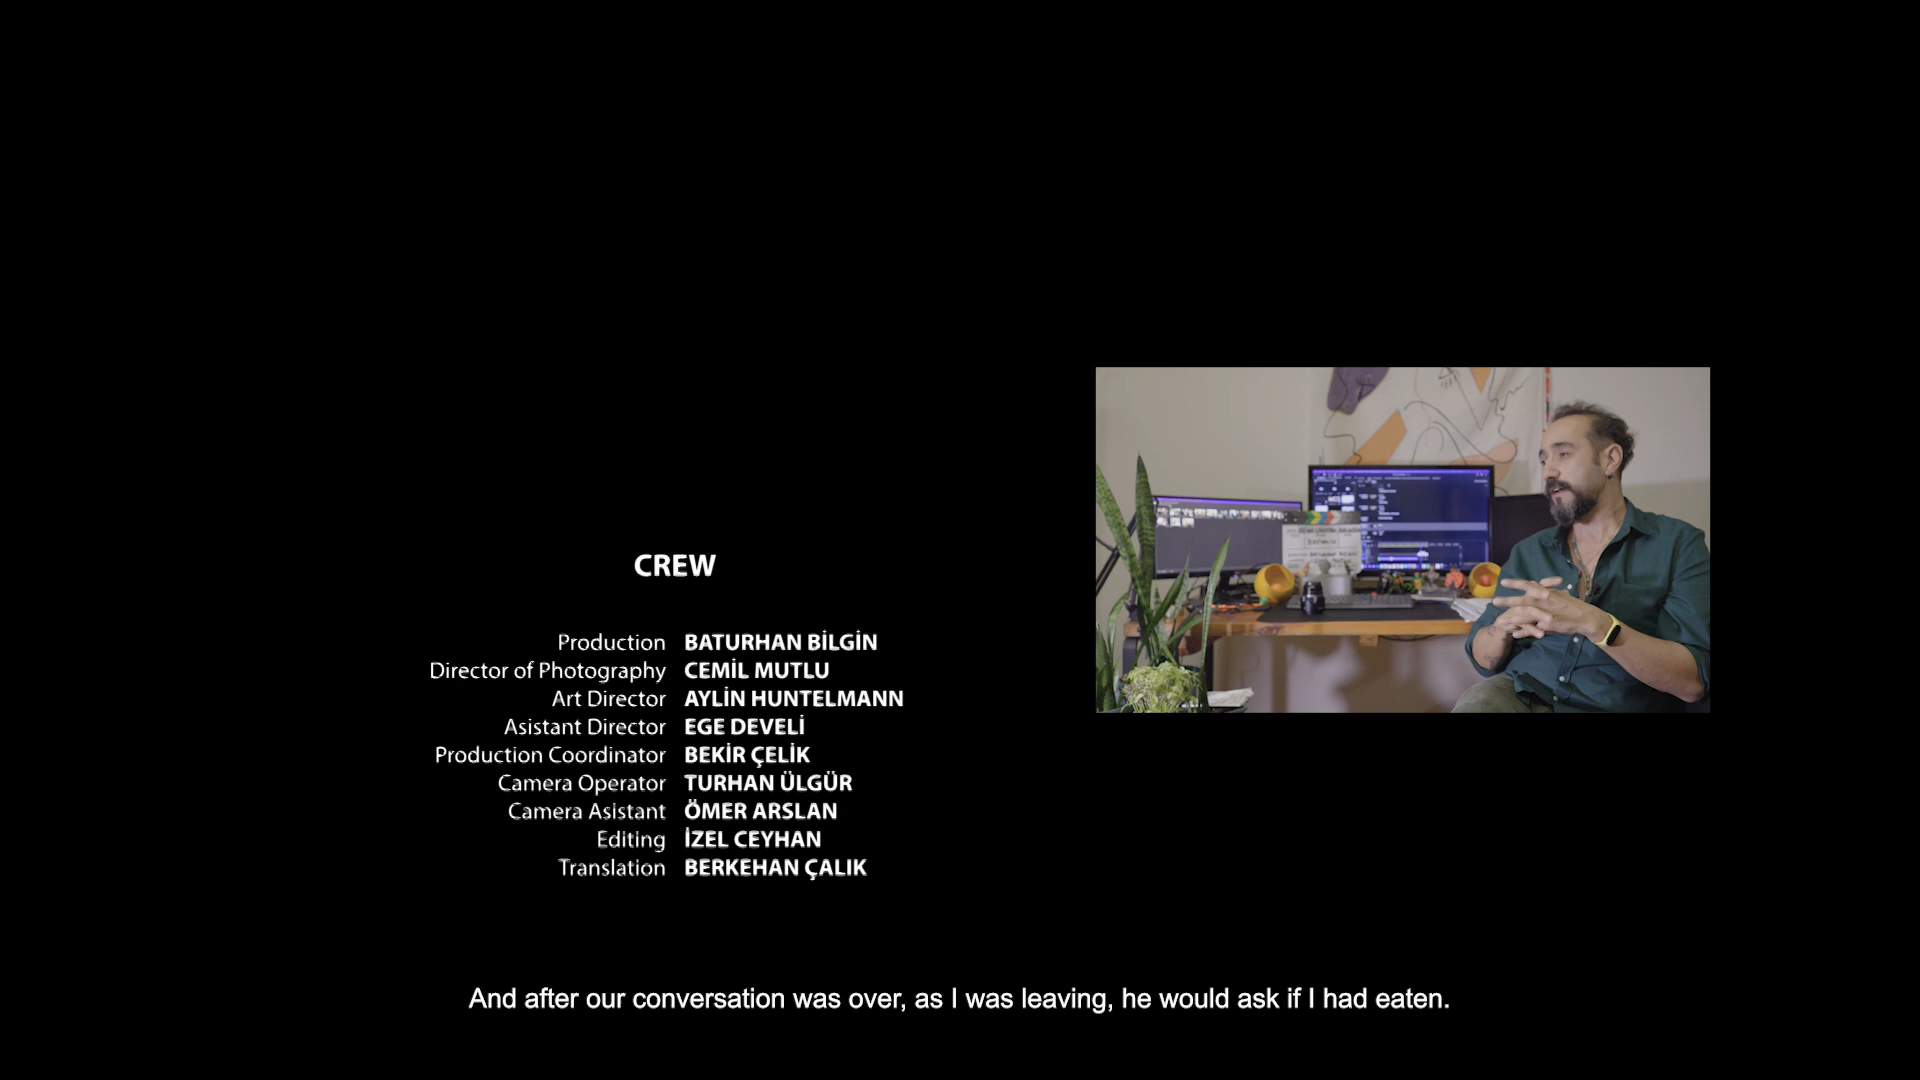 CREW
Production BATURHAN BİLGİN
Director of Photography CEMİL MUTLU
Art Director AYLİN HUNTELMANN
Asistant Director EGE DEVELİ
Production Coordinator BEKİR ÇELİK
Camera Operator TURHAN ÜLGÜR
Camera Asistant ÖMER ARSLAN
Editing İZEL CEYHAN
Translation BERKEHAN ÇALIK
And after our conversation was over, as I was leaving, he would ask if I had eaten.